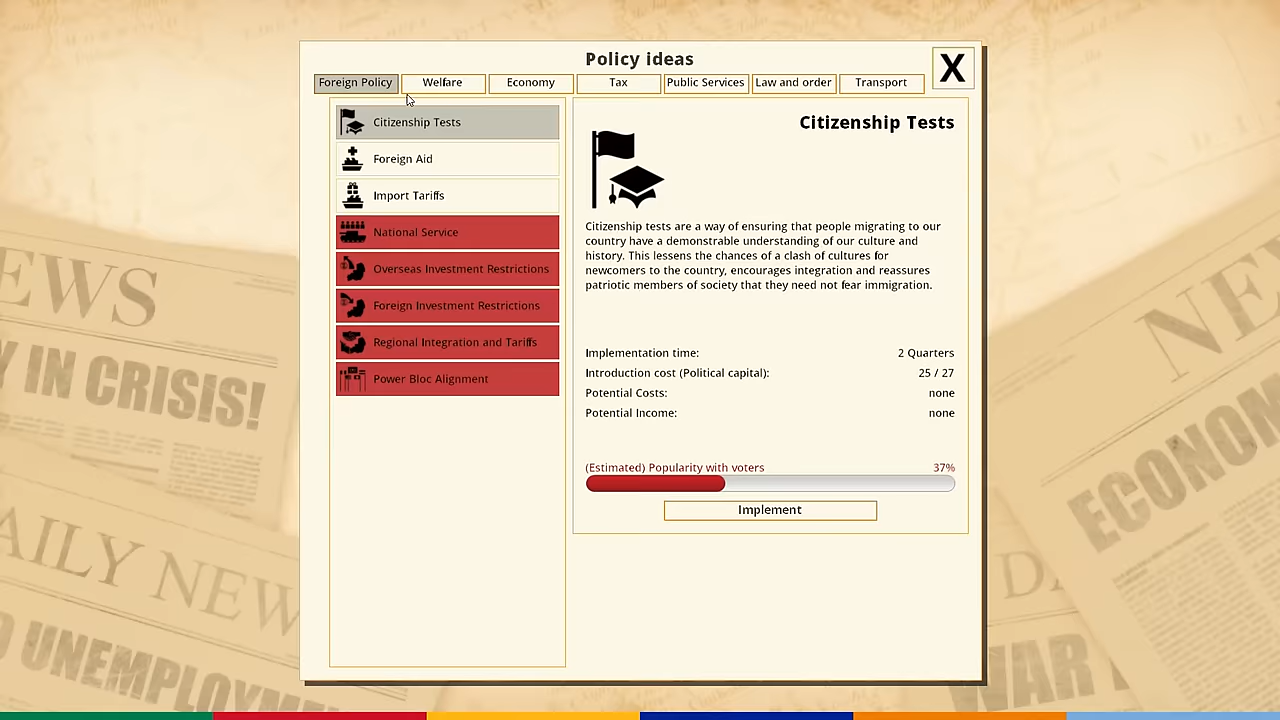 Policy ideas
X
Foreign Policy
Welfare
Economy
Tax
Public Services
Law and order
Transport
Citizenship Tests
Foreign Aid
Import Tariffs
National Service
Overseas Investment Restrictions
Foreign Investment Restrictions
Regional Integration and Tariffs
Power Bloc Alignment
Citizenship Tests
Citizenship tests are a way of ensuring that people migrating to our
country have a demonstrable understanding of our culture and
history. This lessens the chances of a clash of cultures for
newcomers to the country, encourages integration and reassures
patriotic members of society that they need not fear immigration.
Implementation time: 2 Quarters
Introduction cost (Political capital): 25 / 27
Potential Costs: none
Potential Income: none
(Estimated) Popularity with voters 37%
Implement
EWS
Y IN CRISIS!
AILY NEW
UNEMPLOYM
NE
ECONOM
DA
WAR